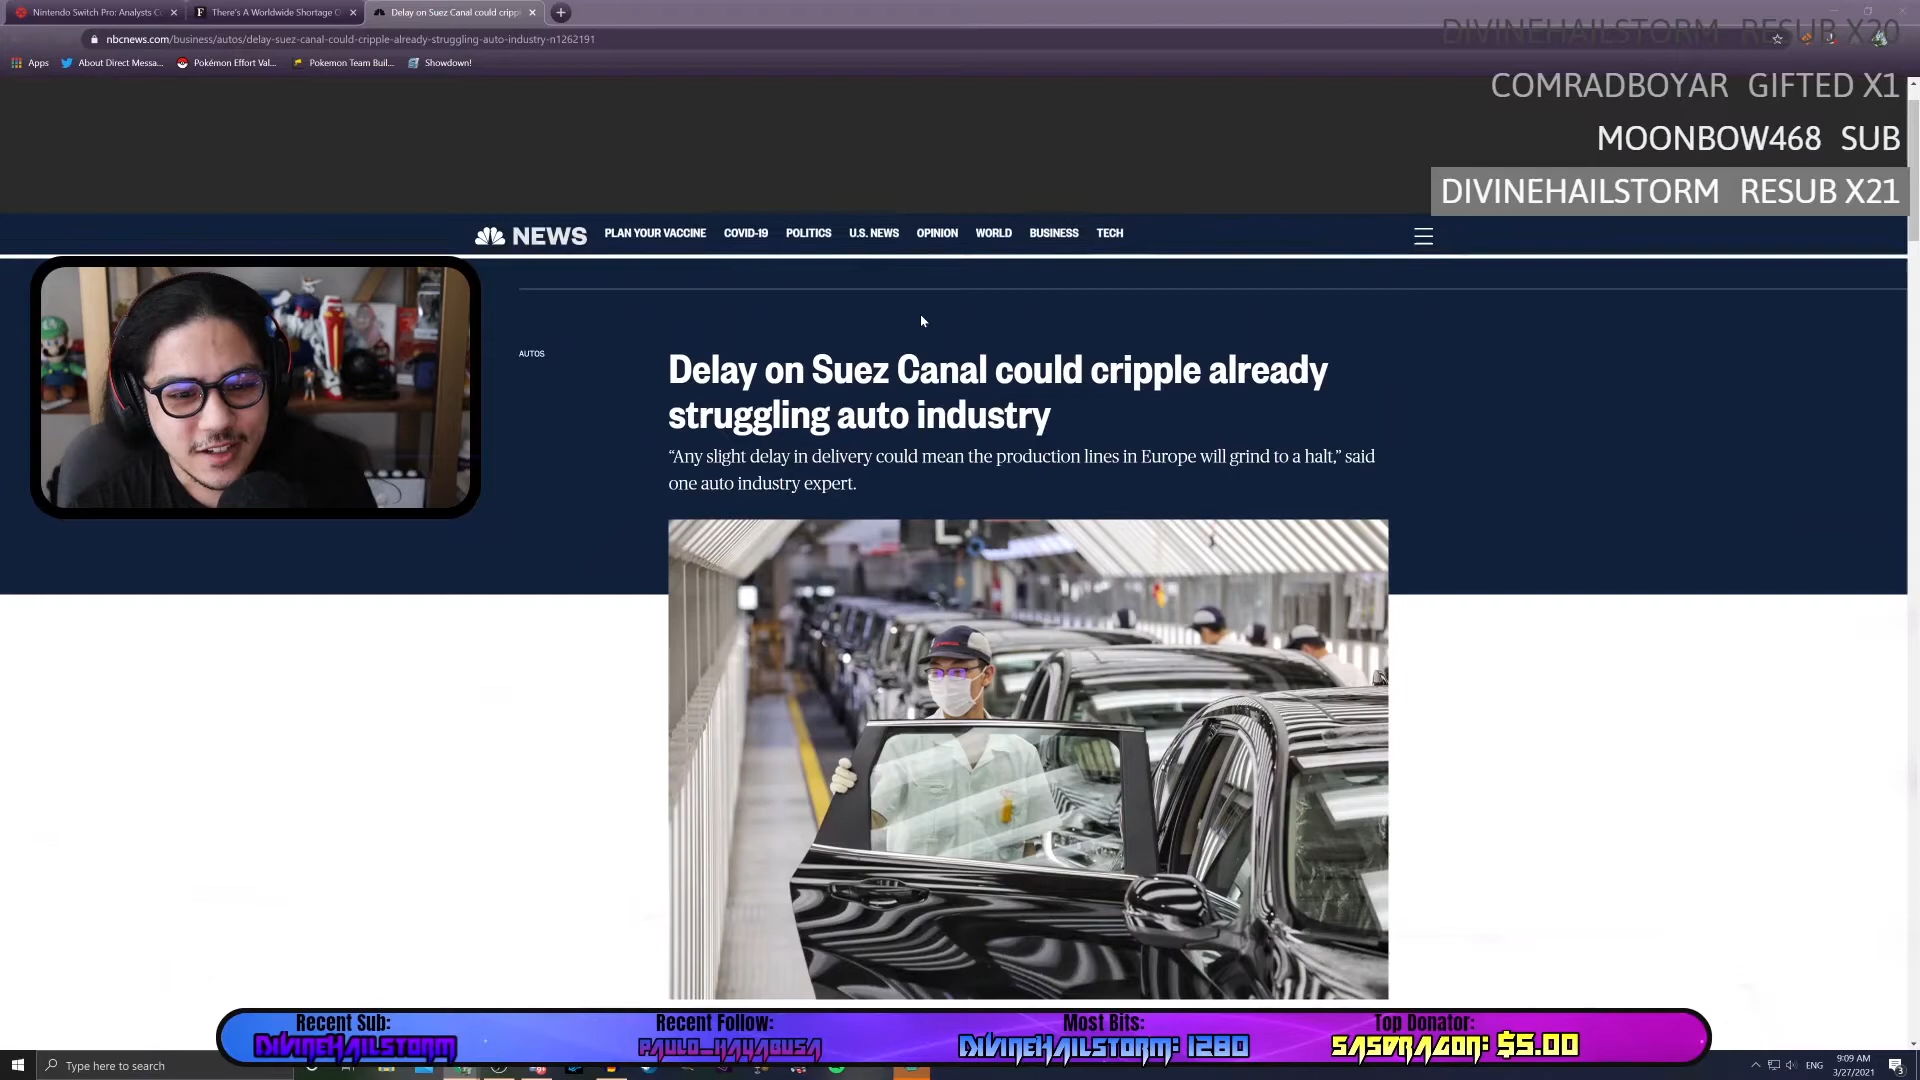 Nintendo Switch Pro: Analysts C
There's A Worldwide Shortage O
Delay on Suez Canal could crippl
nbcnews.com/business/autos/delay-suez-canal-could-cripple-already-struggling-auto-industry-n1262191
Apps
About Direct Messa...
Pokémon Effort Val...
Pokemon Team Buil...
Showdown!
DIVINEHAILSTORM RESUB X20
COMRADBOYAR GIFTED X1
MOONBOW468 SUB
DIVINEHAILSTORM RESUB X21
NEWS
PLAN YOUR VACCINE
COVID-19
POLITICS
U.S. NEWS
OPINION
WORLD
BUSINESS
TECH
AUTOS
Delay on Suez Canal could cripple already
struggling auto industry
“Any slight delay in delivery could mean the production lines in Europe will grind to a halt,” said
one auto industry expert.
Recent Sub:
DivineHailstorm
Recent Follow:
PAULO_HAYABUSA
Most Bits:
DivineHailstorm: 1280
Top Donator:
SASDRAGON: $5.00
Type here to search
ENG
9:09 AM
3/27/2021
3